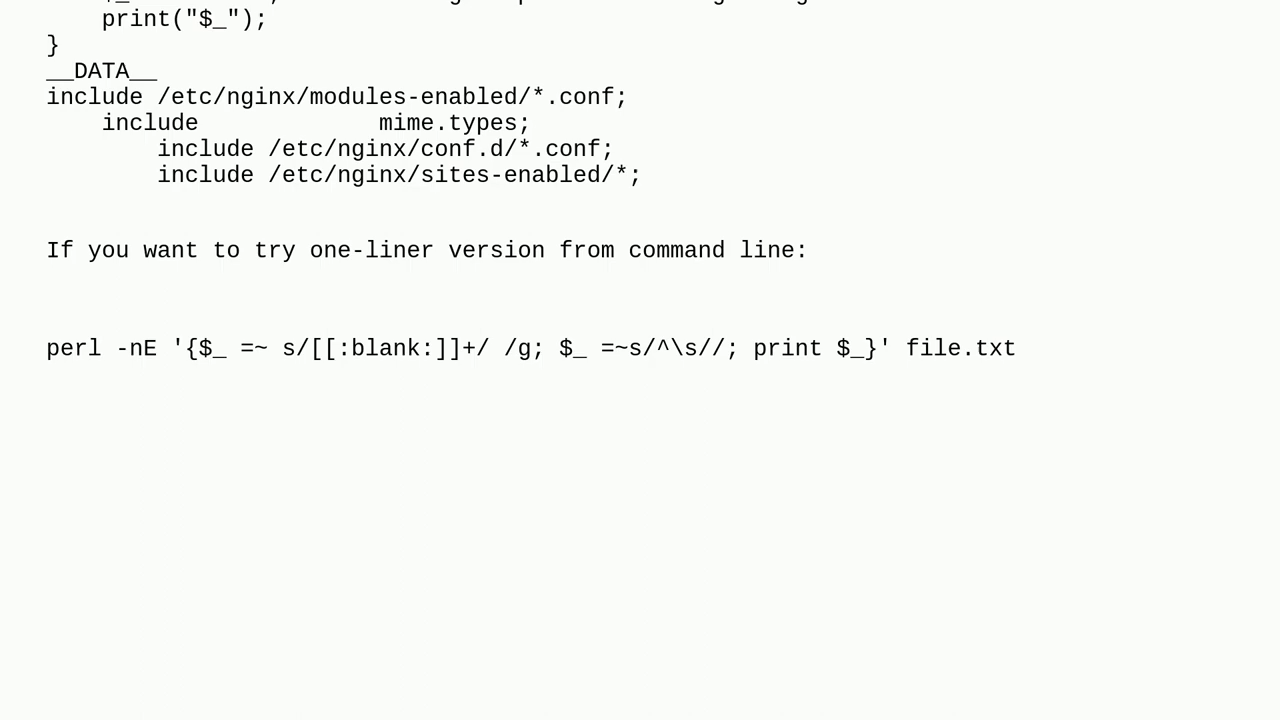 print("$_");
}
__DATA__
include /etc/nginx/modules-enabled/*.conf;
    include             mime.types;
        include /etc/nginx/conf.d/*.conf;
        include /etc/nginx/sites-enabled/*;
If you want to try one-liner version from command line:
perl -nE '{$_ =~ s/[[:blank:]]+/ /g; $_ =~s/^\s//; print $_}' file.txt